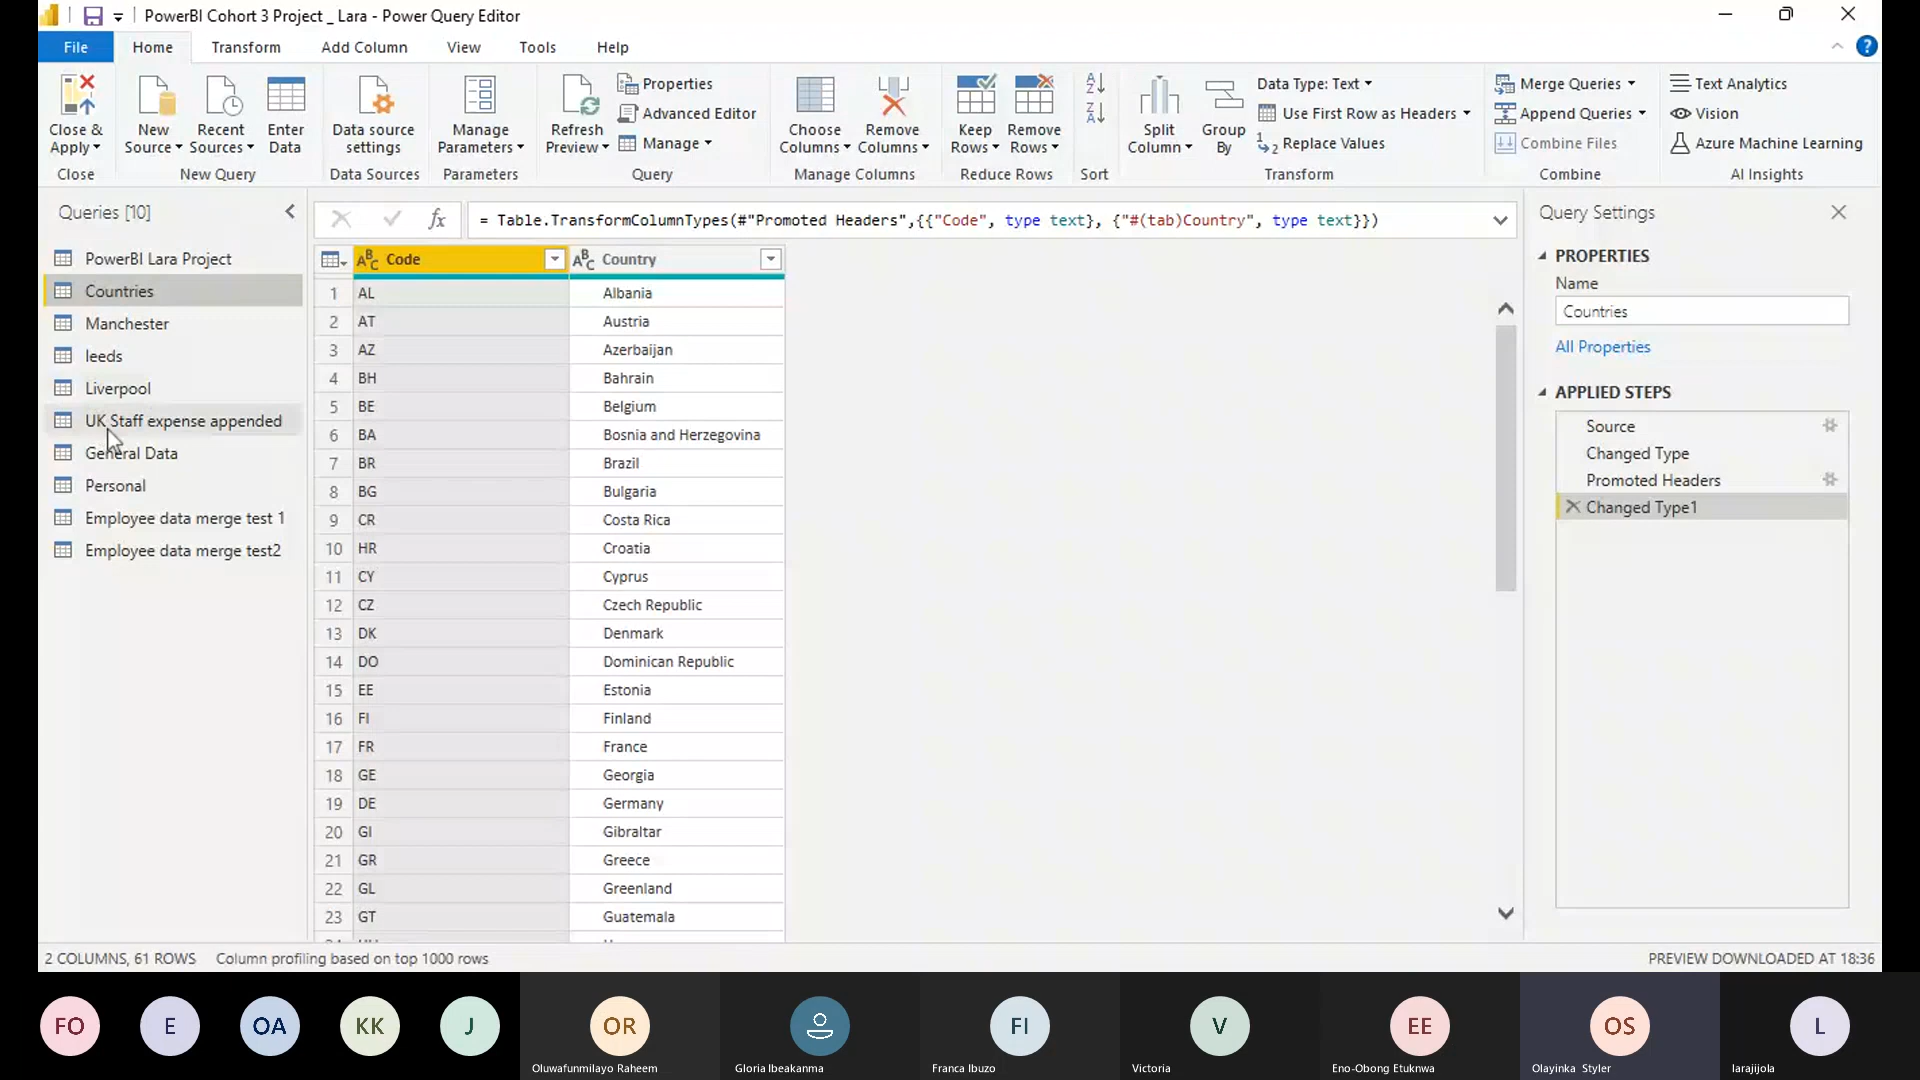 PowerBI Cohort 3 Project _ Lara - Power Query Editor
File Home Transform Add Column View Tools Help
Close & Apply
New Source
Recent Sources
Enter Data
Data source settings
Manage Parameters
Refresh Preview
Properties
Advanced Editor
Manage
Choose Columns
Remove Columns
Keep Rows
Remove Rows
Split Column
Group By
Data Type: Text
Use First Row as Headers
Replace Values
Merge Queries
Append Queries
Combine Files
Text Analytics
Vision
Azure Machine Learning
Close New Query Data Sources Parameters Query Manage Columns Reduce Rows Sort Transform Combine AI Insights
Queries [10]
PowerBI Lara Project
Countries
Manchester
leeds
Liverpool
UK Staff expense appended
General Data
Personal
Employee data merge test 1
Employee data merge test2
fx = Table.TransformColumnTypes(#"Promoted Headers",{{"Code", type text}, {"#(tab)Country", type text}})
ABC Code ABC Country
1 AL Albania
2 AT Austria
3 AZ Azerbaijan
4 BH Bahrain
5 BE Belgium
6 BA Bosnia and Herzegovina
7 BR Brazil
8 BG Bulgaria
9 CR Costa Rica
10 HR Croatia
11 CY Cyprus
12 CZ Czech Republic
13 DK Denmark
14 DO Dominican Republic
15 EE Estonia
16 FI Finland
17 FR France
18 GE Georgia
19 DE Germany
20 GI Gibraltar
21 GR Greece
22 GL Greenland
23 GT Guatemala
Query Settings
PROPERTIES
Name
Countries
All Properties
APPLIED STEPS
Source
Changed Type
Promoted Headers
Changed Type1
2 COLUMNS, 61 ROWS Column profiling based on top 1000 rows PREVIEW DOWNLOADED AT 18:36
FO E OA KK J OR FI V EE OS L
Oluwafunmilayo Raheem Gloria Ibeakanma Franca Ibuzo Victoria Eno-Obong Etuknwa Olayinka Styler larajijola